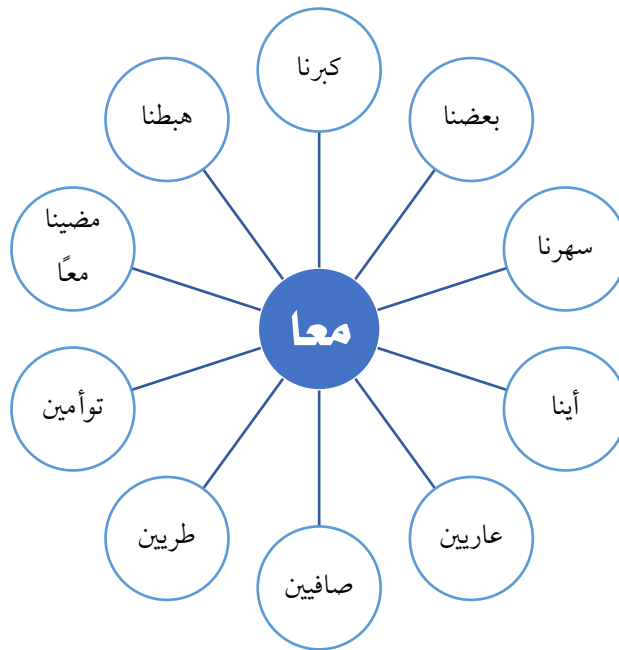 كبرنا
بعضنا
سهرنا
أينا
عاريين
صافيين
طريين
توأمين
مضينا
معًا
هبطنا
معا